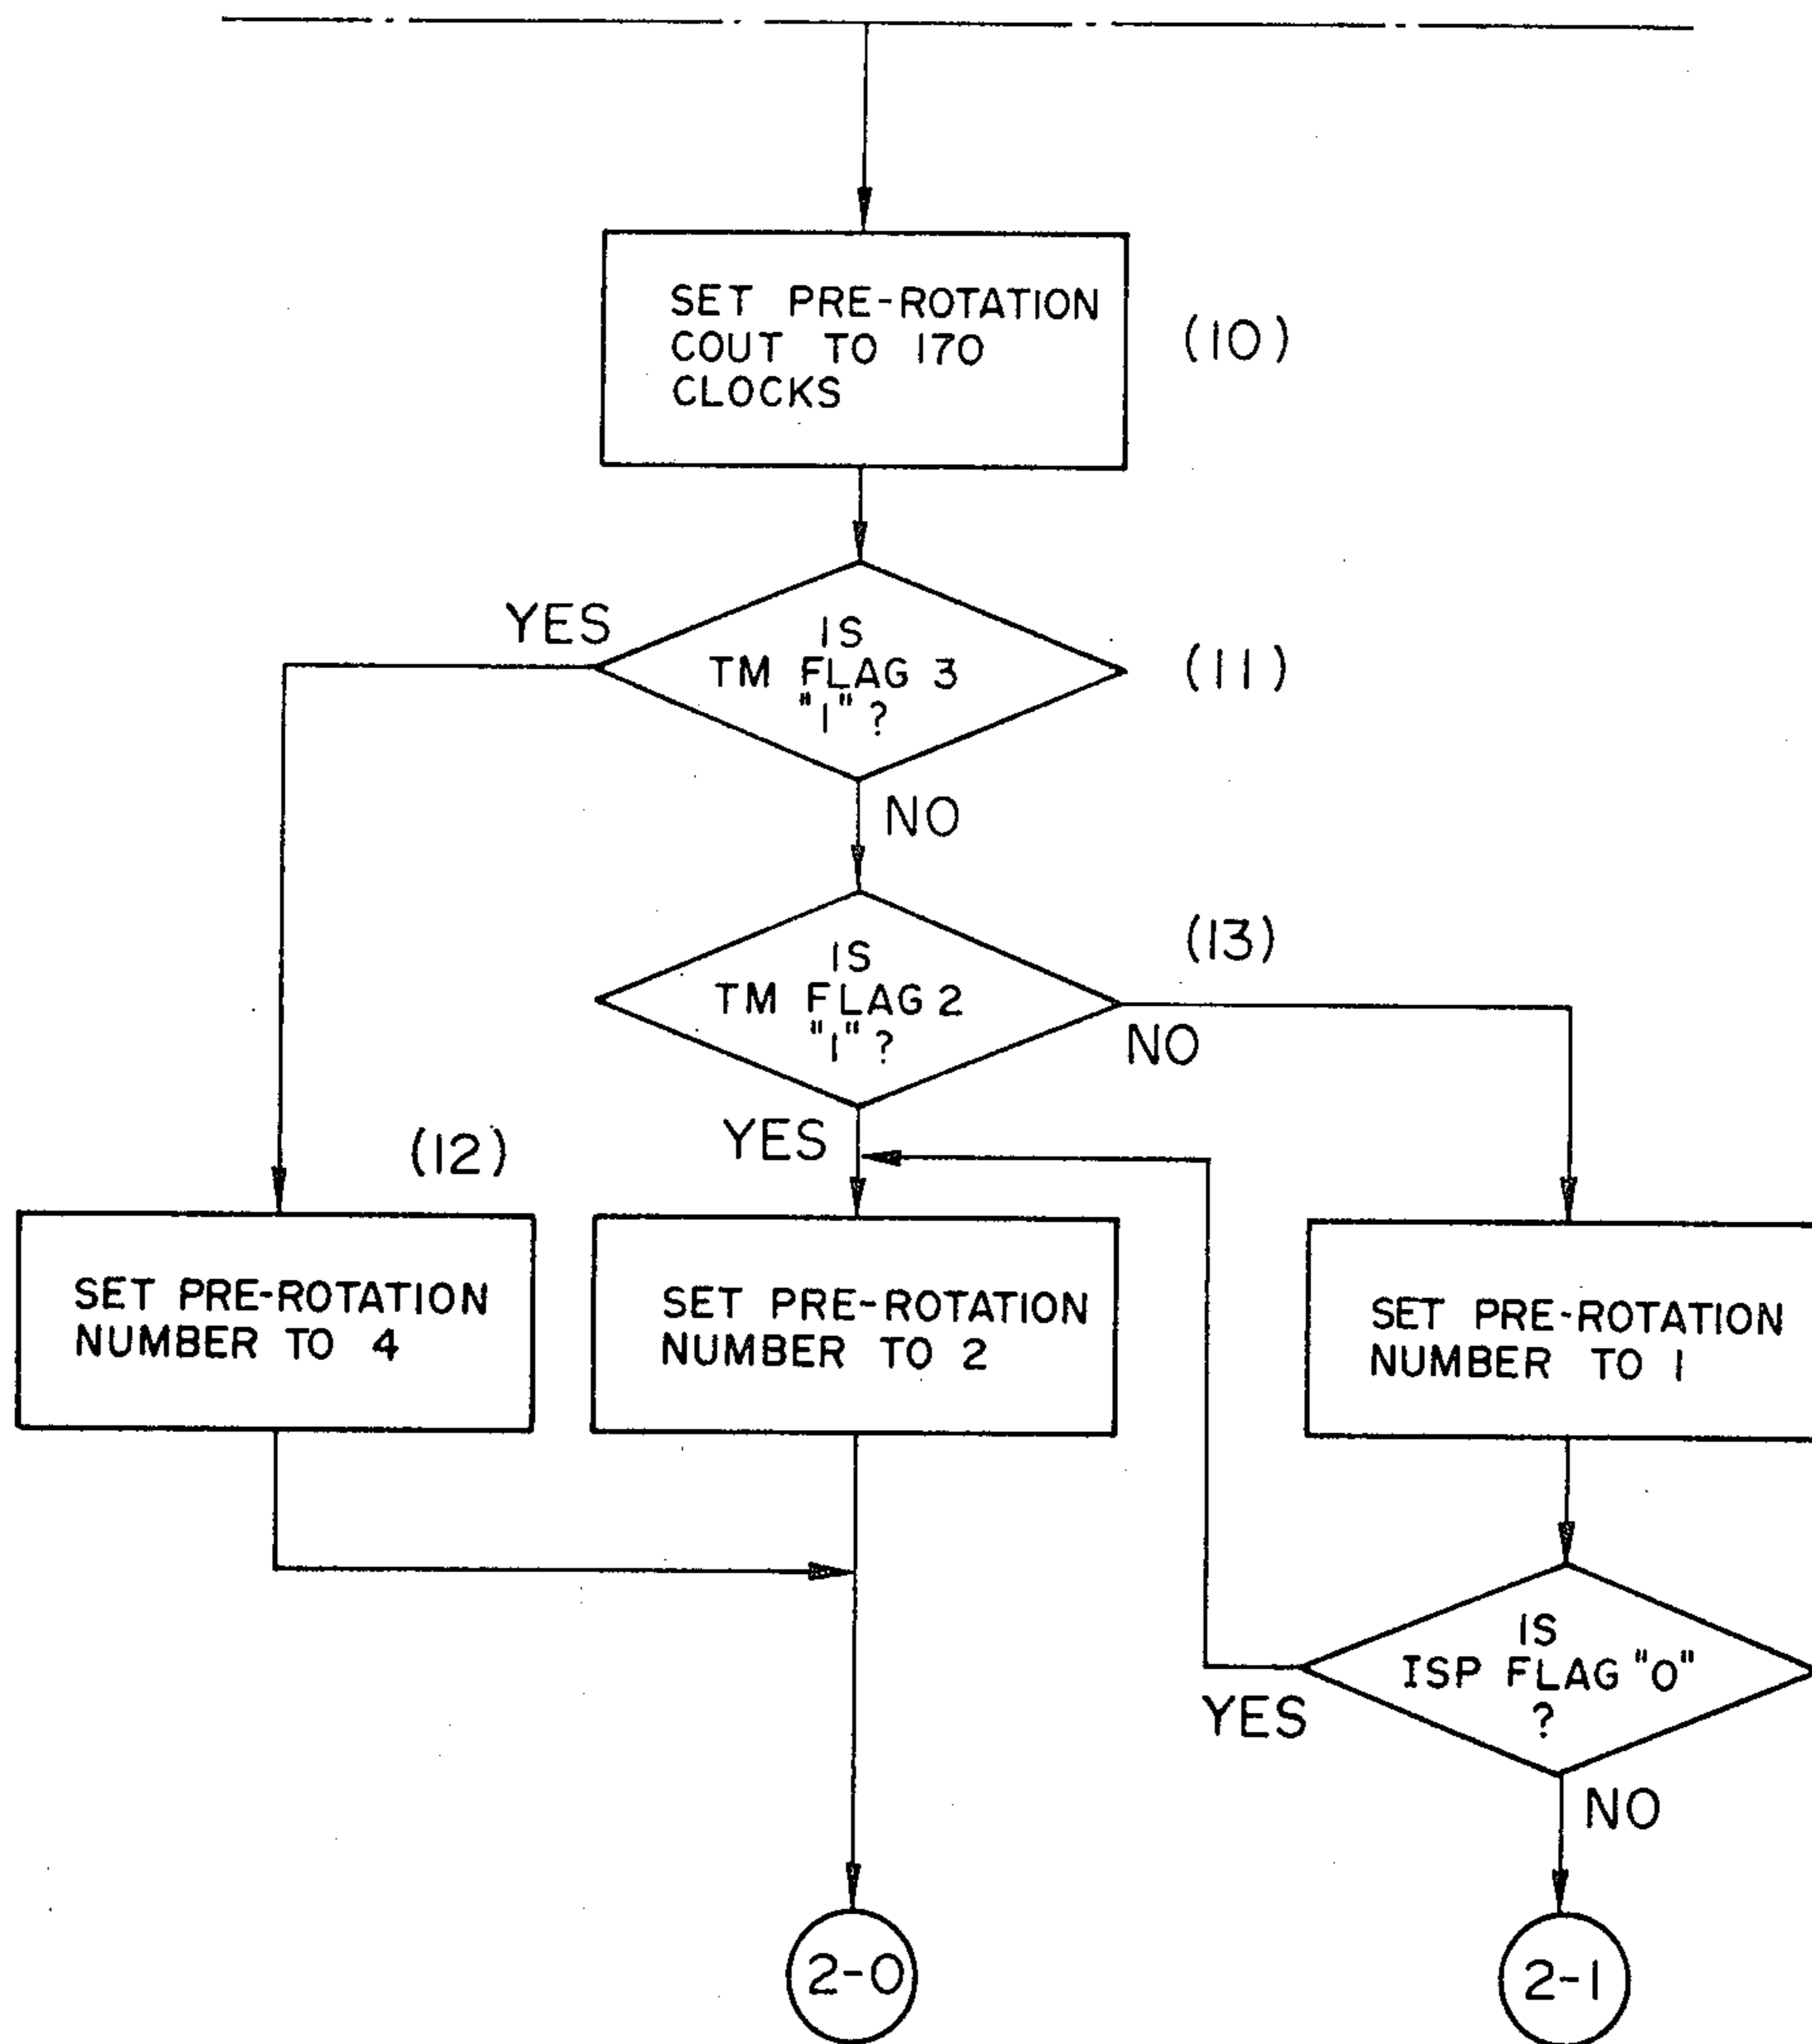 SET PRE-ROTATION
COUT TO 170
CLOCKS
(10)
YES
IS
TM FLAG 3
"1" ?
(11)
NO
IS
TM FLAG 2
"1" ?
(13)
NO
YES
(12)
SET PRE-ROTATION
NUMBER TO 4
SET PRE-ROTATION
NUMBER TO 2
SET PRE-ROTATION
NUMBER TO 1
IS
ISP FLAG "0"
?
YES
NO
2-0
2-1